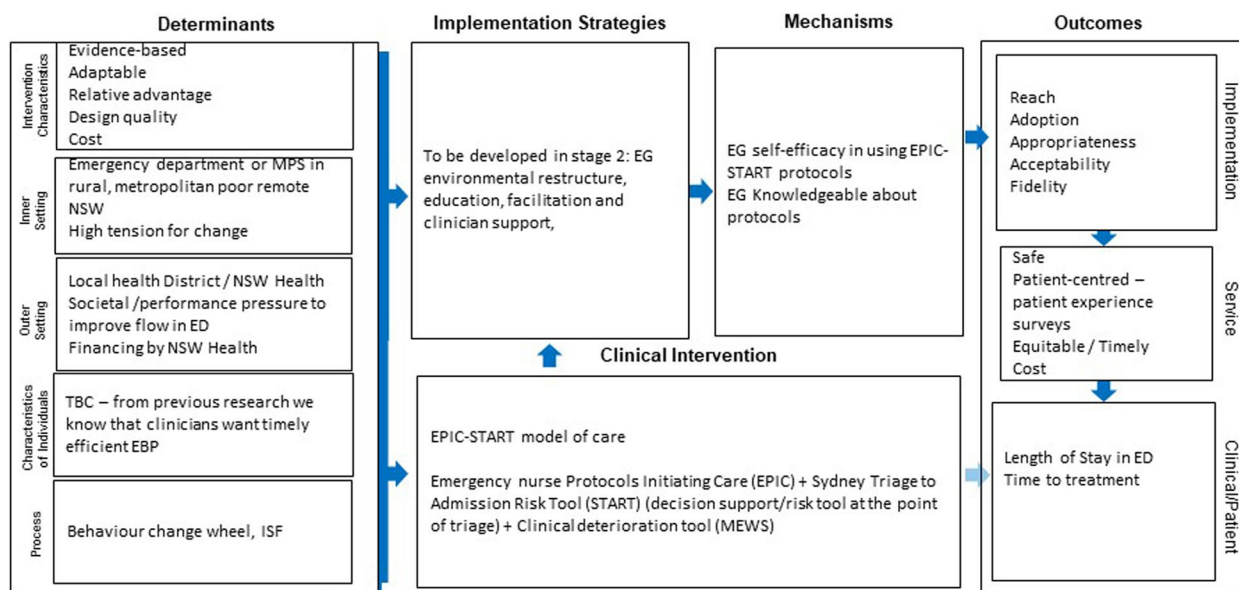 Determinants
Intervention
Characteristics
Evidence-based
Adaptable
Relative advantage
Design quality
Cost
Inner
Setting
Emergency department or MPS in
rural, metropolitan poor remote
NSW
High tension for change
Outer
Setting
Local health District / NSW Health
Societal /performance pressure to
improve flow in ED
Financing by NSW Health
Characteristics
of Individuals
TBC – from previous research we
know that clinicians want timely
efficient EBP
Process
Behaviour change wheel, ISF
Implementation Strategies
To be developed in stage 2: EG
environmental restructure,
education, facilitation and
clinician support,
Mechanisms
EG self-efficacy in using EPIC-
START protocols
EG Knowledgeable about
protocols
Clinical Intervention
EPIC-START model of care
Emergency nurse Protocols Initiating Care (EPIC) + Sydney Triage to
Admission Risk Tool (START) (decision support/risk tool at the point
of triage) + Clinical deterioration tool (MEWS)
Outcomes
Reach
Adoption
Appropriateness
Acceptability
Fidelity
Implementation
Safe
Patient-centred –
patient experience
surveys
Equitable / Timely
Cost
Service
Length of Stay in ED
Time to treatment
Clinical/Patient